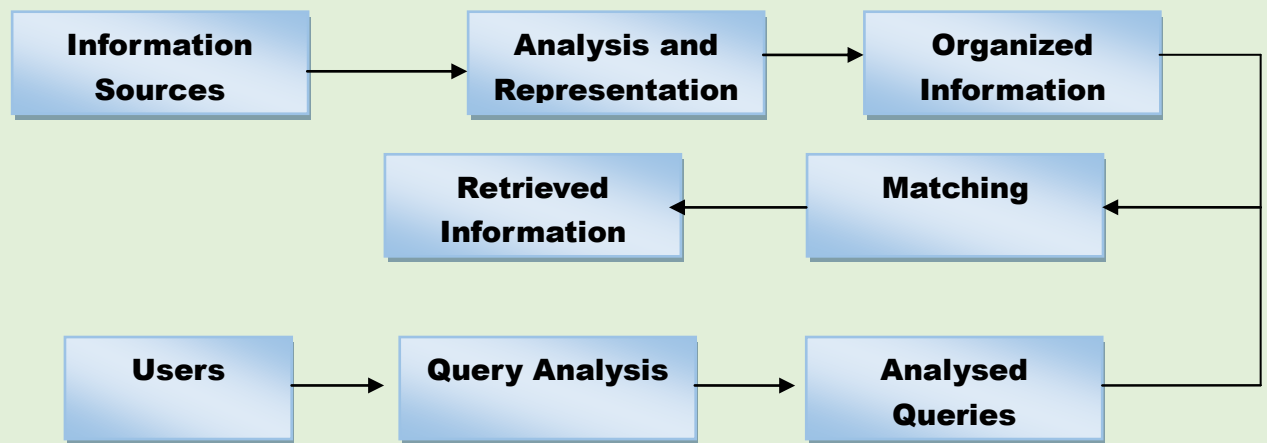 Information
Sources
Analysis and
Representation
Organized
Information
Retrieved
Information
Matching
Users
Query Analysis
Analysed
Queries